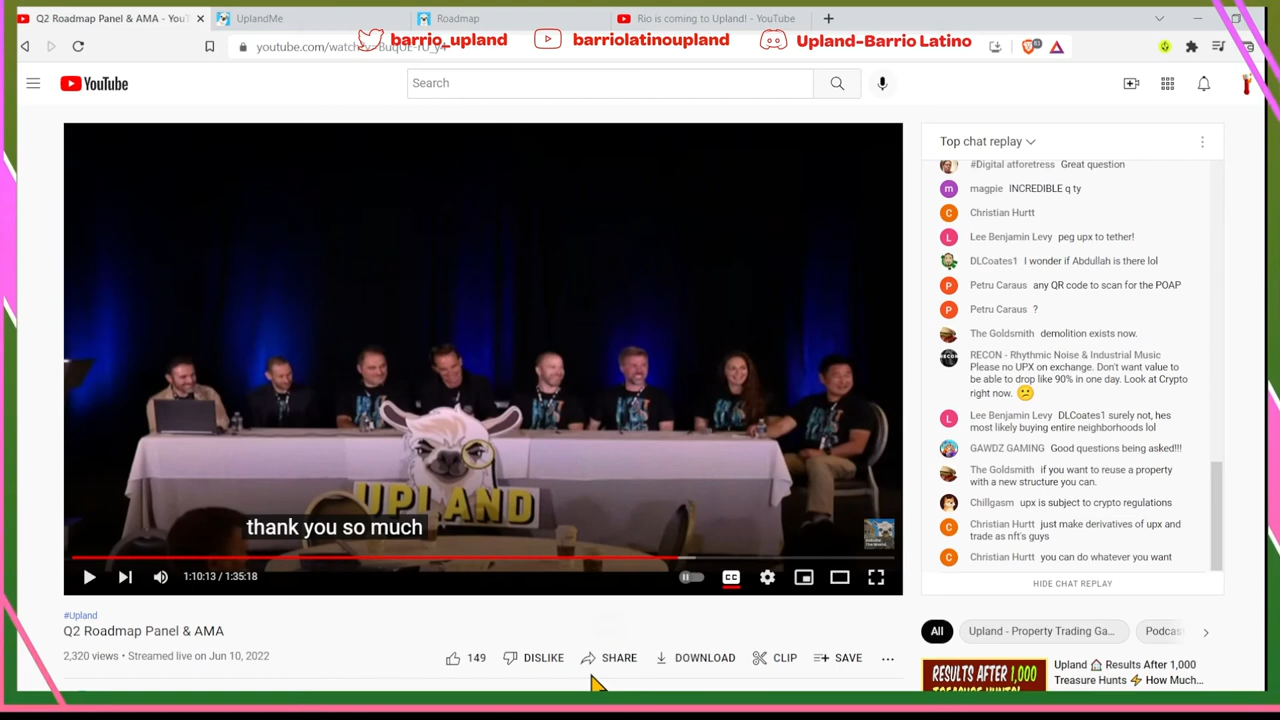 Q2 Roadmap Panel & AMA - YouT
UplandMe
Roadmap
Rio is coming to Upland! - YouTube
barrio_upland
barriolatinoupland
Upland-Barrio Latino
YouTube
Search
Top chat replay
#Digital atforetress Great question
magpie INCREDIBLE q ty
Christian Hurtt
Lee Benjamin Levy peg upx to tether!
DLCoates1 I wonder if Abdullah is there lol
Petru Caraus any QR code to scan for the POAP
Petru Caraus ?
The Goldsmith demolition exists now.
RECON - Rhythmic Noise & Industrial Music
Please no UPX on exchange. Don't want value
to be able to drop like 90% in one day. Look at Crypto
right now.
Lee Benjamin Levy DLCoates1 surely not, hes
most likely buying entire neighborhoods lol
GAWDZ GAMING Good questions being asked!!!
The Goldsmith if you want to reuse a property
with a new structure you can.
Chillgasm upx is subject to crypto regulations
Christian Hurtt just make derivatives of upx and
trade as nft's guys
Christian Hurtt you can do whatever you want
HIDE CHAT REPLAY
UPLAND
thank you so much
1:10:13 / 1:35:18
CC
#Upland
Q2 Roadmap Panel & AMA
2,320 views • Streamed live on Jun 10, 2022
149
DISLIKE
SHARE
DOWNLOAD
CLIP
SAVE
All
Upland - Property Trading Ga...
Podcas
RESULTS AFTER 1,000
Upland 🏠 Results After 1,000
Treasure Hunts ⚡ How Much...